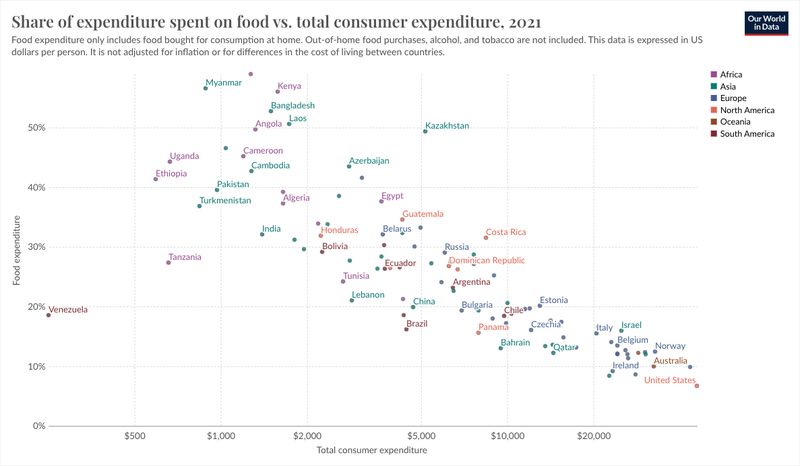 Share of expenditure spent on food vs. total consumer expenditure, 2021
Our World
in Data
Food expenditure only includes food bought for consumption at home. Out-of-home food purchases, alcohol, and tobacco are not included. This data is expressed in US
dollars per person. It is not adjusted for inflation or for differences in the cost of living between countries.
Africa
Asia
Europe
North America
Oceania
South America
Food expenditure
50%
40%
30%
20%
10%
0%
Myanmar
Kenya
Bangladesh
Laos
Angola
Kazakhstan
Cameroon
Uganda
Cambodia
Azerbaijan
Ethiopia
Pakistan
Turkmenistan
Algeria
Egypt
Guatemala
India
Honduras
Belarus
Costa Rica
Bolivia
Russia
Tanzania
Ecuador
Dominican Republic
Tunisia
Argentina
Lebanon
China
Bulgaria
Chile
Estonia
Venezuela
Brazil
Panama
Czechia
Italy
Israel
Bahrain
Qatar
Belgium
Norway
Ireland
Australia
United States
$500
$1,000
$2,000
$5,000
$10,000
$20,000
Total consumer expenditure